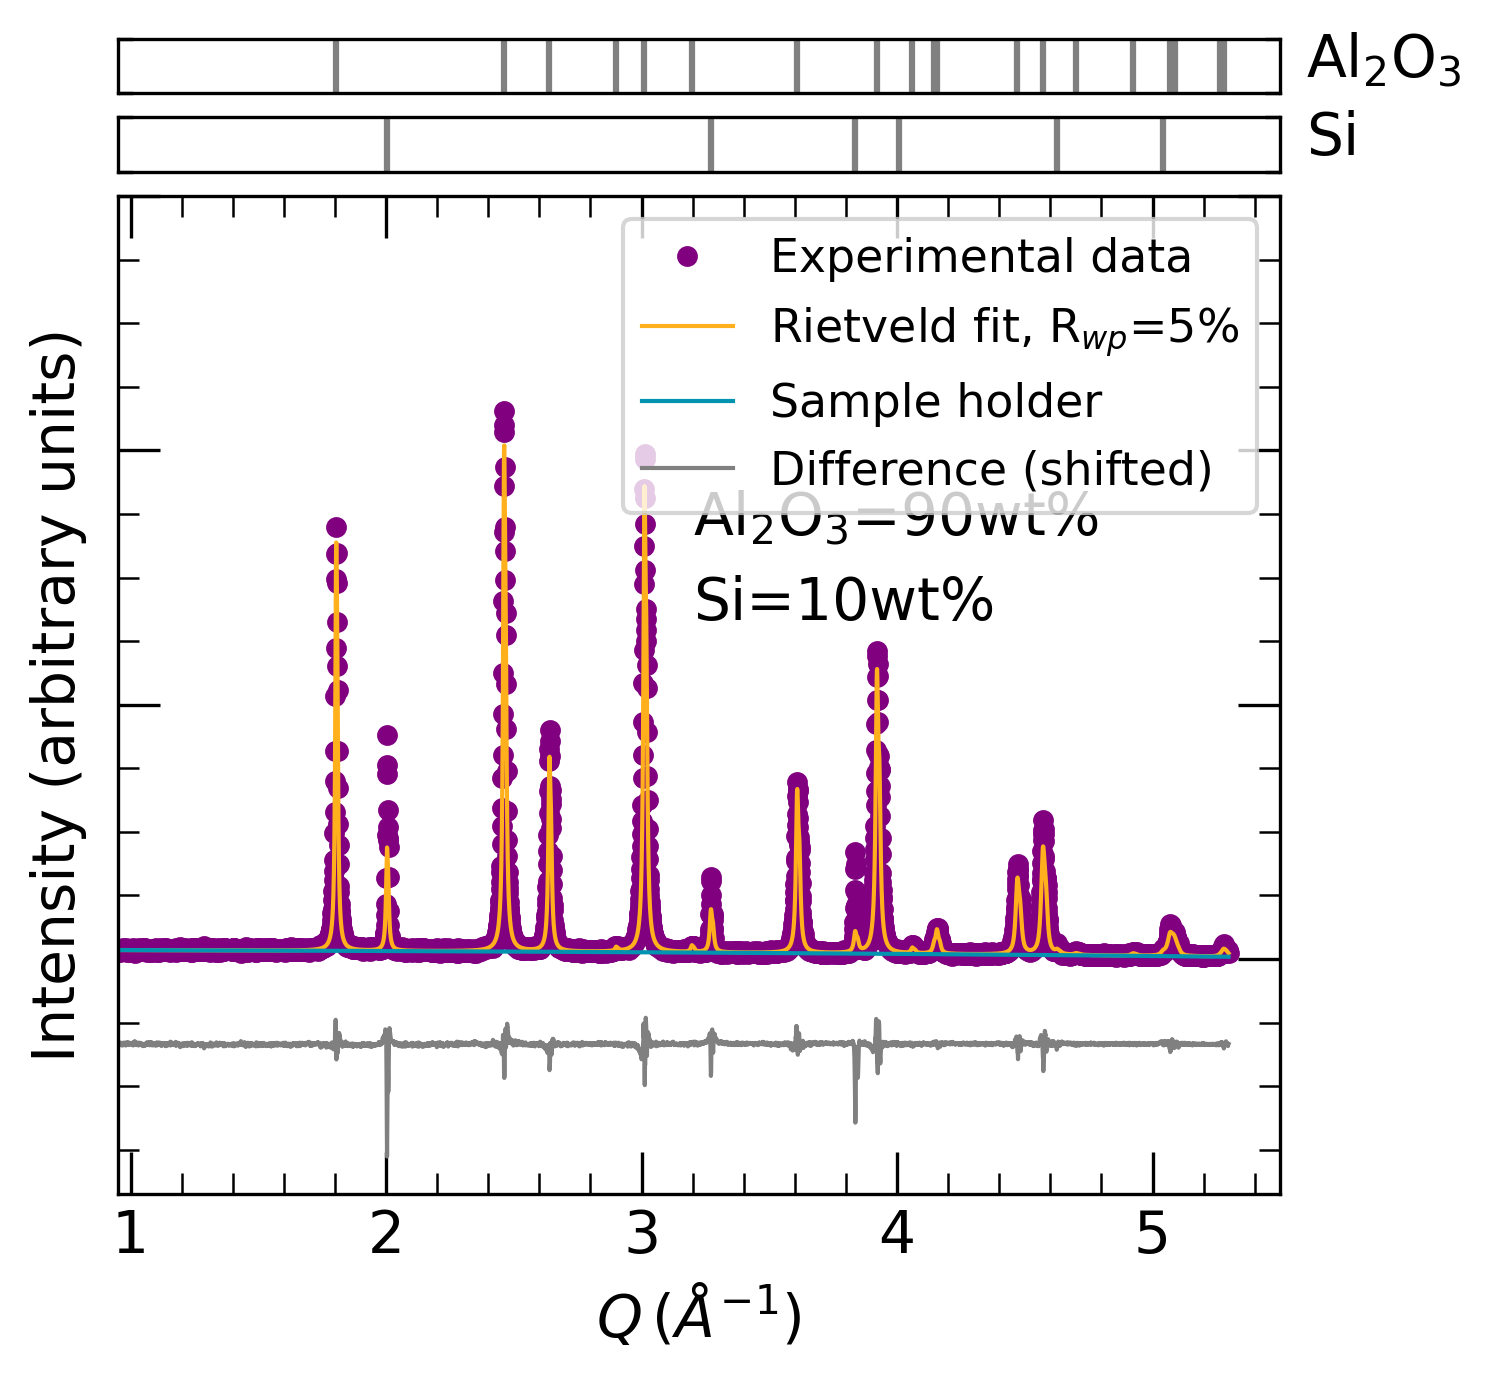 Al₂O₃
Si
Experimental data
Rietveld fit, R_wp=5%
Sample holder
Difference (shifted)
Al₂O₃=90wt%
Si=10wt%
Intensity (arbitrary units)
1 2 3 4 5
Q (Å⁻¹)